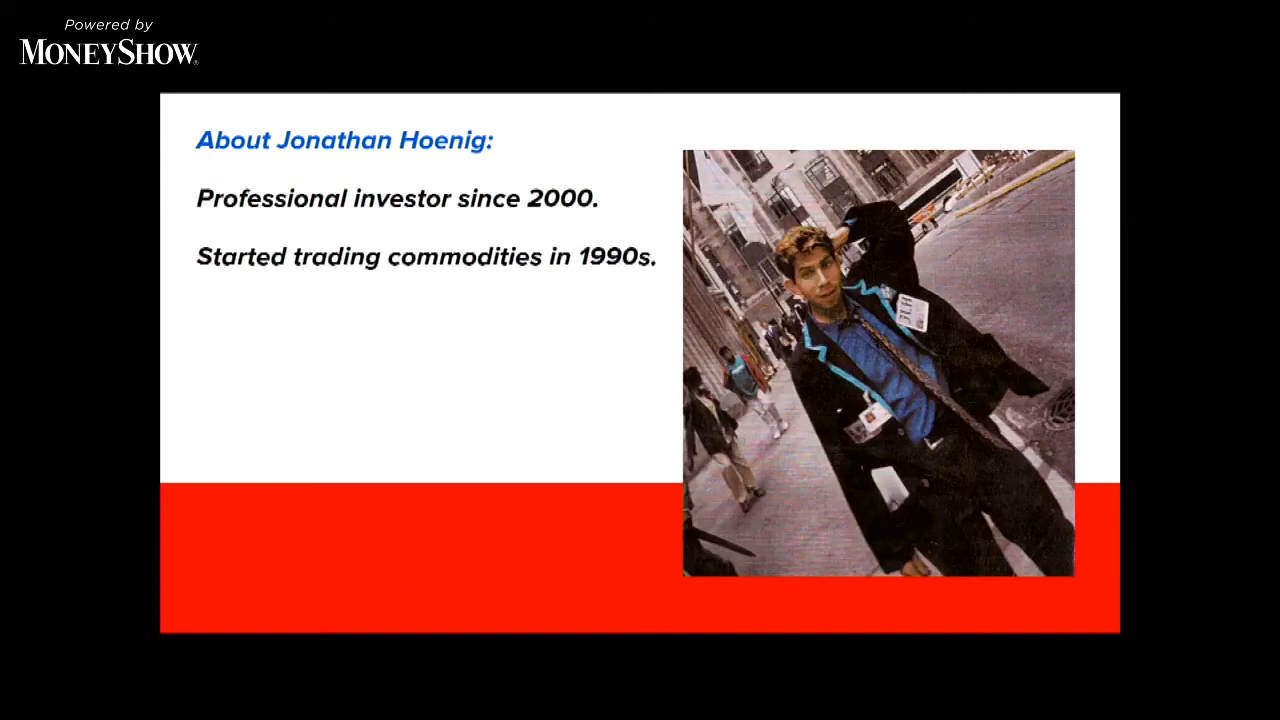 Powered by
MONEYSHOW®
About Jonathan Hoenig:
Professional investor since 2000.
Started trading commodities in 1990s.